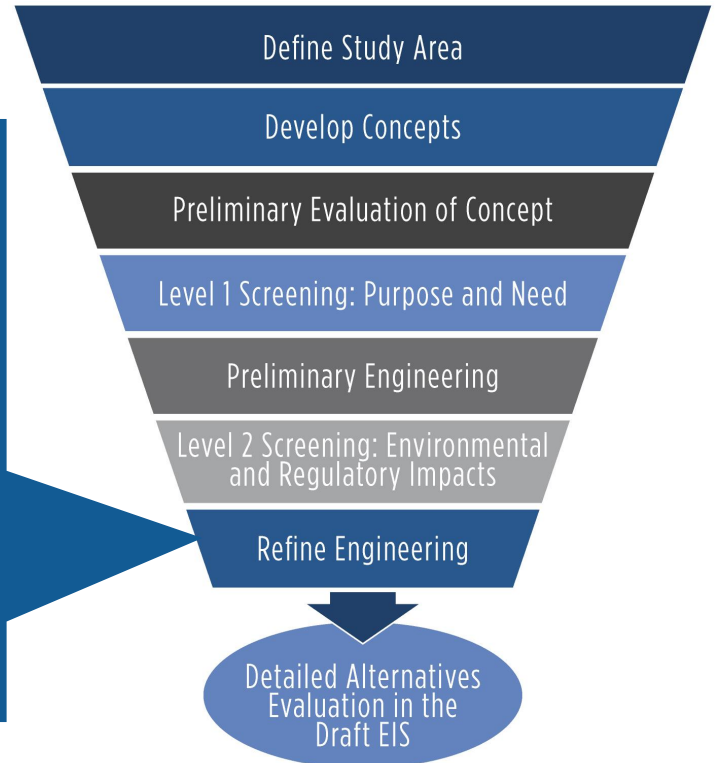 Define Study Area
Develop Concepts
Preliminary Evaluation of Concept
Level 1 Screening: Purpose and Need
Preliminary Engineering
Level 2 Screening: Environmental
and Regulatory Impacts
Refine Engineering
Detailed Alternatives
Evaluation in the
Draft EIS